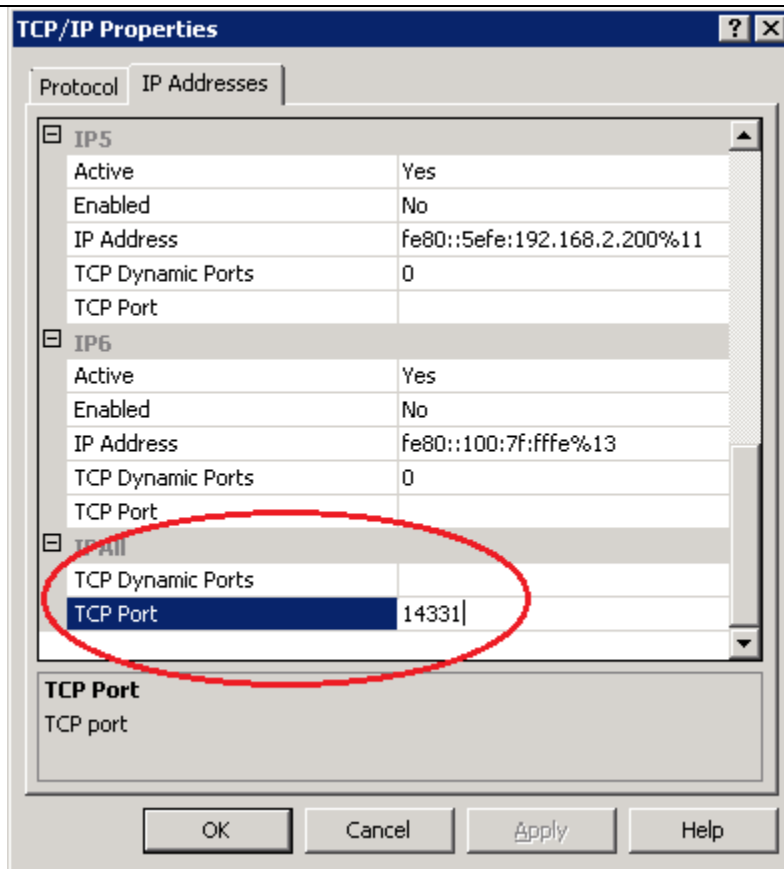 TCP/IP Properties
Protocol IP Addresses
IP5
Active Yes
Enabled No
IP Address fe80::5efe:192.168.2.200%11
TCP Dynamic Ports 0
TCP Port
IP6
Active Yes
Enabled No
IP Address fe80::100:7f:fffe%13
TCP Dynamic Ports 0
TCP Port
IPAll
TCP Dynamic Ports
TCP Port 14331
TCP Port
TCP port
OK Cancel Apply Help